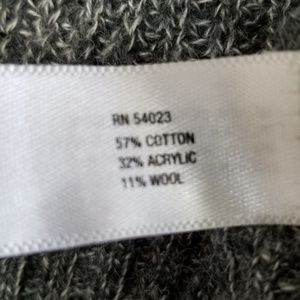 RN 54023
57% COTTON
32% ACRYLIC
11% WOOL